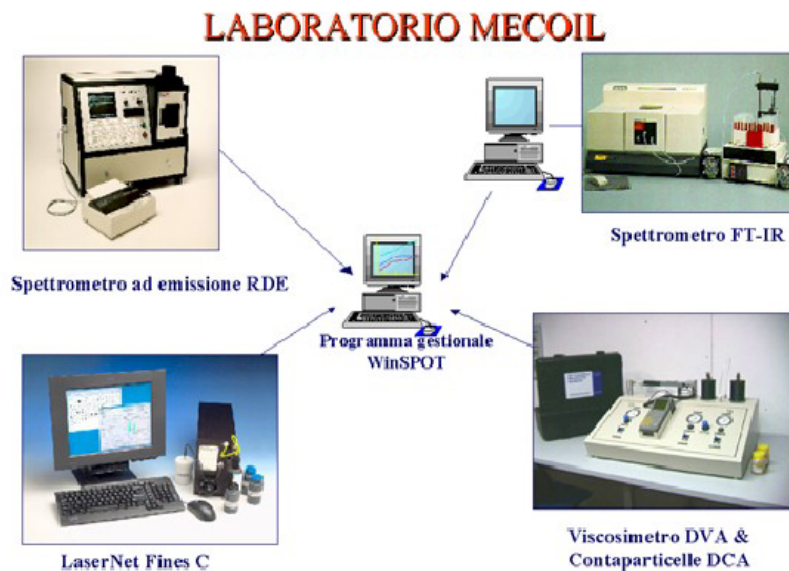 LABORATORIO MECOIL
Spettrometro FT-IR
Spettrometro ad emissione RDE
Programma gestionale
WinSPOT
LaserNet Fines C
Viscosimetro DVA &
Contaparticelle DCA